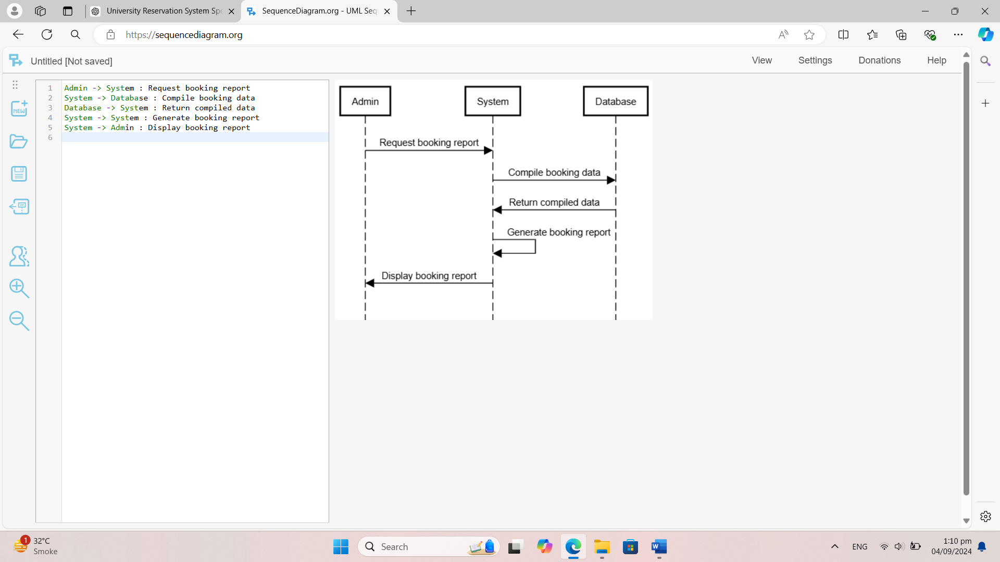 University Reservation System Spe
SequenceDiagram.org - UML Seq
https://sequencediagram.org
Untitled [Not saved]
View
Settings
Donations
Help
NEW
1 Admin -> System : Request booking report
2 System -> Database : Compile booking data
3 Database -> System : Return compiled data
4 System -> System : Generate booking report
5 System -> Admin : Display booking report
6
Admin
System
Database
Request booking report
Compile booking data
Return compiled data
Generate booking report
Display booking report
1
32°C
Smoke
Search
W
ENG
1:10 pm
04/09/2024